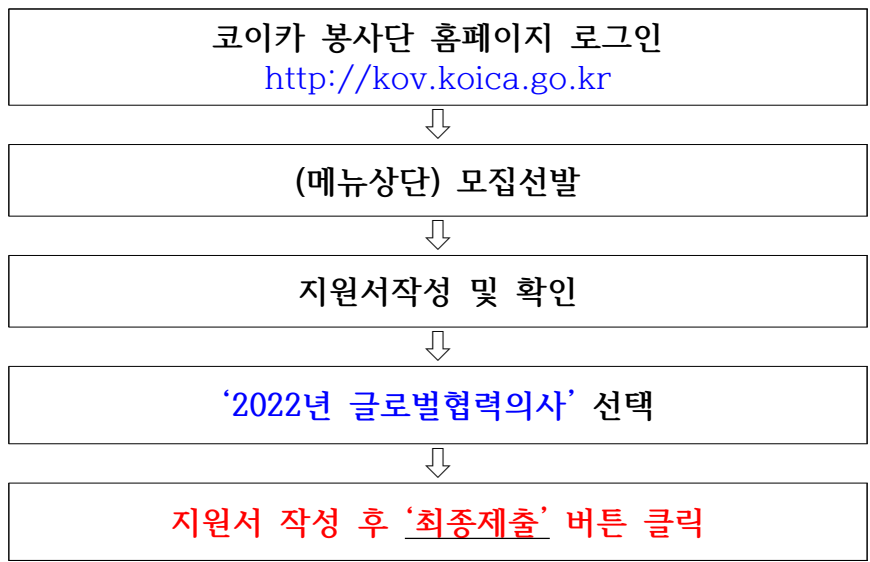 코이카 봉사단 홈페이지 로그인
http://kov.koica.go.kr
(메뉴상단) 모집선발
지원서작성 및 확인
‘2022년 글로벌협력의사’ 선택
지원서 작성 후 ‘최종제출’ 버튼 클릭